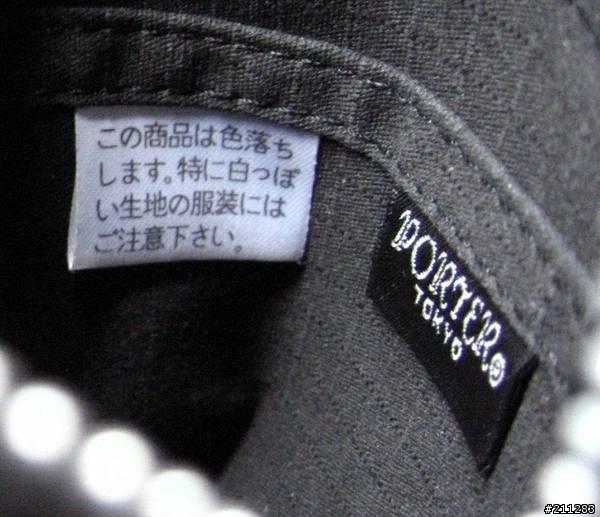 この商品は色落ち
します。特に白っぽ
い生地の服装には
ご注意下さい。
PORTER®
TOKYO
#211283